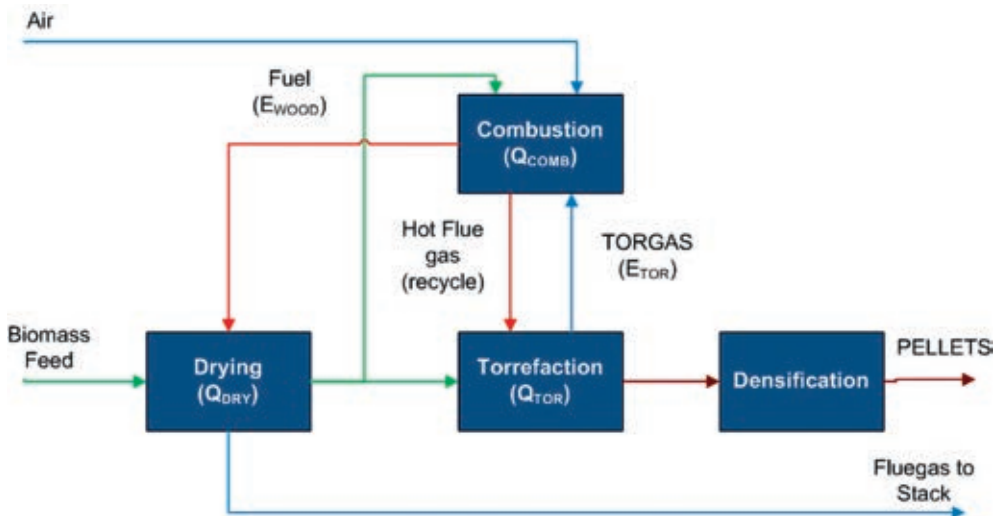 Air
Fuel
(EWOOD)
Combustion
(QCOMB)
Hot Flue
gas
(recycle)
TORGAS
(ETOR)
Biomass
Feed
Drying
(QDRY)
Torrefaction
(QTOR)
Densification
PELLETS
Fluegas to
Stack